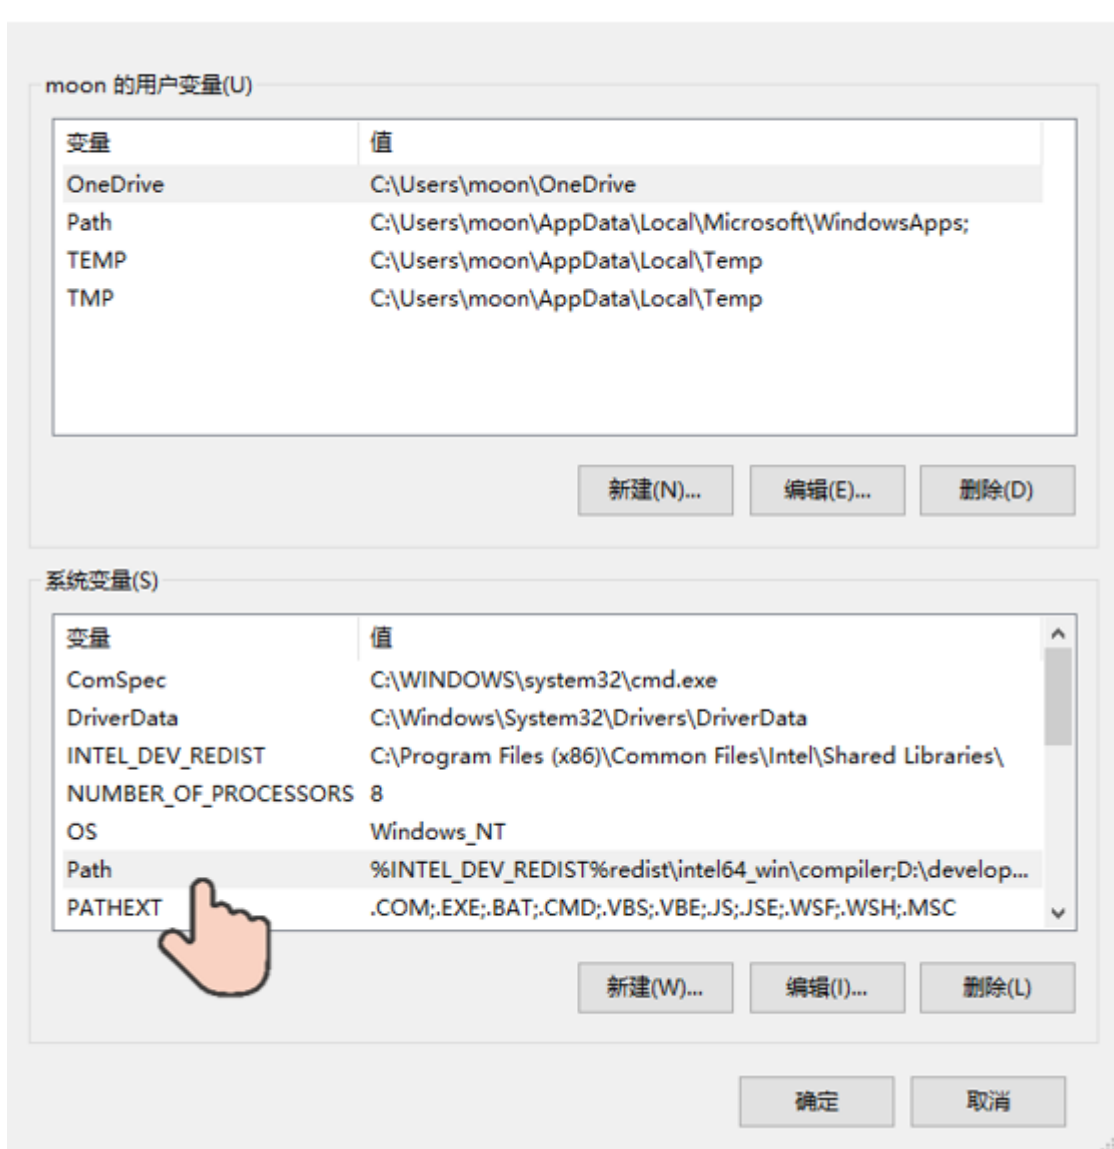 moon 的用户变量(U)
变量 值
OneDrive C:\Users\moon\OneDrive
Path C:\Users\moon\AppData\Local\Microsoft\WindowsApps;
TEMP C:\Users\moon\AppData\Local\Temp
TMP C:\Users\moon\AppData\Local\Temp
新建(N)... 编辑(E)... 删除(D)
系统变量(S)
变量 值
ComSpec C:\WINDOWS\system32\cmd.exe
DriverData C:\Windows\System32\Drivers\DriverData
INTEL_DEV_REDIST C:\Program Files (x86)\Common Files\Intel\Shared Libraries\
NUMBER_OF_PROCESSORS 8
OS Windows_NT
Path %INTEL_DEV_REDIST%redist\intel64_win\compiler;D:\develop...
PATHEXT .COM;.EXE;.BAT;.CMD;.VBS;.VBE;.JS;.JSE;.WSF;.WSH;.MSC
新建(W)... 编辑(I)... 删除(L)
确定 取消